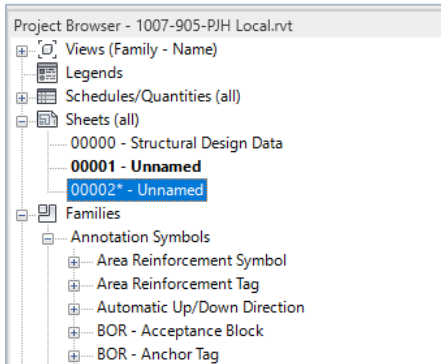 Project Browser - 1007-905-PJH Local.rvt
Views (Family - Name)
Legends
Schedules/Quantities (all)
Sheets (all)
00000 - Structural Design Data
00001 - Unnamed
00002* - Unnamed
Families
Annotation Symbols
Area Reinforcement Symbol
Area Reinforcement Tag
Automatic Up/Down Direction
BOR - Acceptance Block
BOR - Anchor Tag